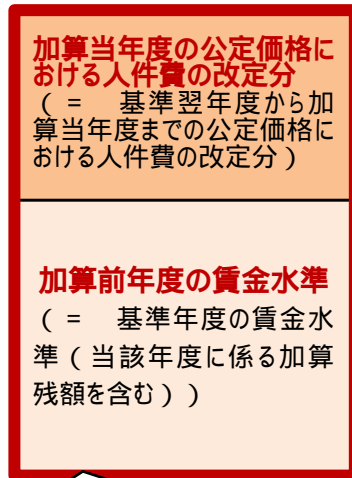 加算当年度の公定価格に
おける人件費の改定分
（＝　基準翌年度から加
算当年度までの公定価格に
おける人件費の改定分）
加算前年度の賃金水準
（＝　基準年度の賃金水
準（当該年度に係る加算
残額を含む））